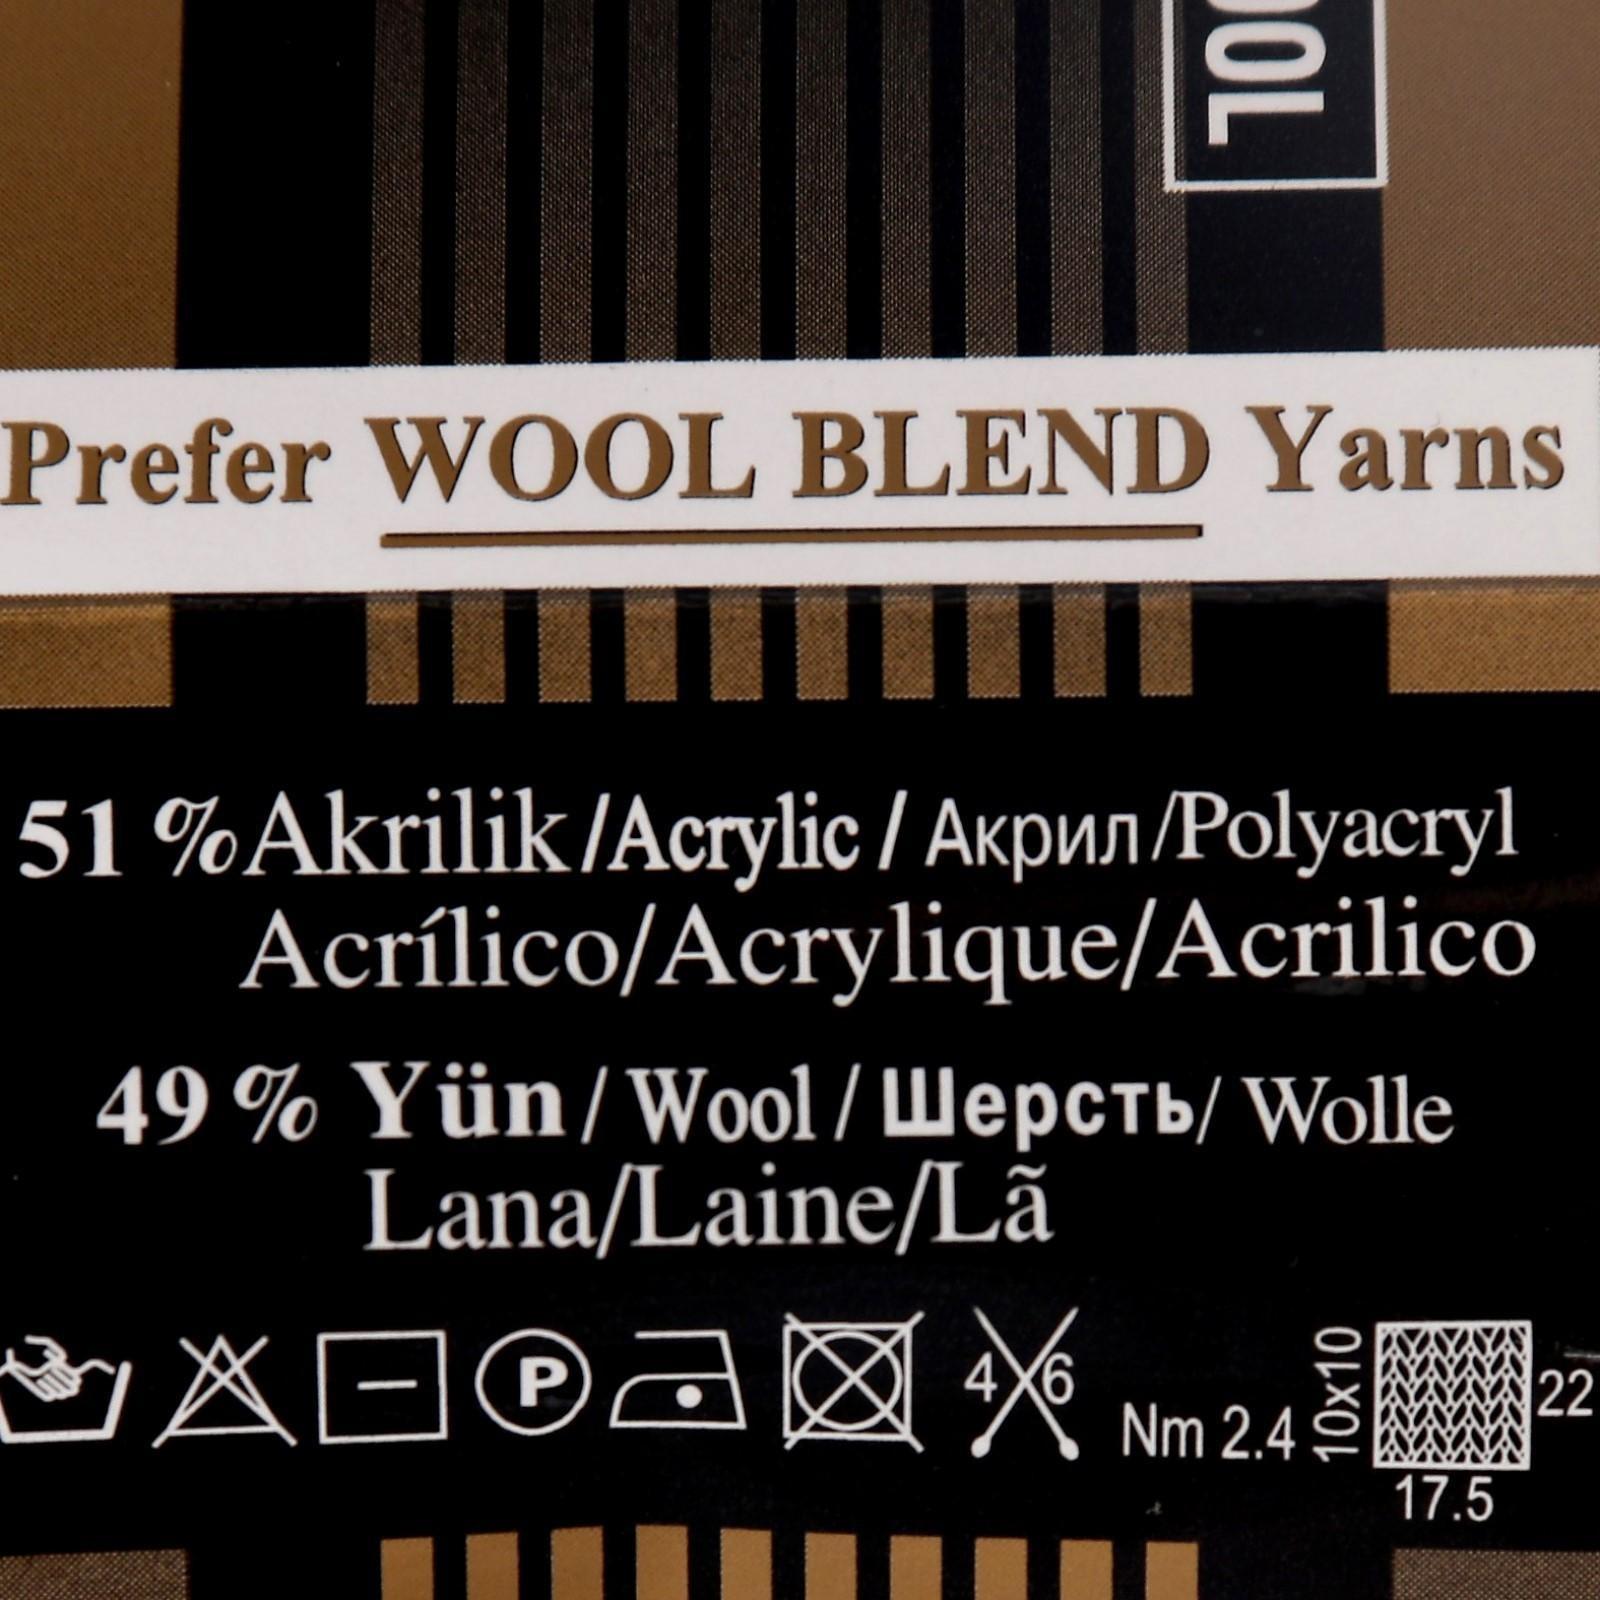 100
Prefer WOOL BLEND Yarns
51 % Akrilik / Acrylic / Акрил / Polyacryl
Acrílico/Acrylique/Acrilico
49 % Yün / Wool / Шерсть / Wolle
Lana/Laine/Lã
P
4 6
Nm 2.4
10x10
22
17.5